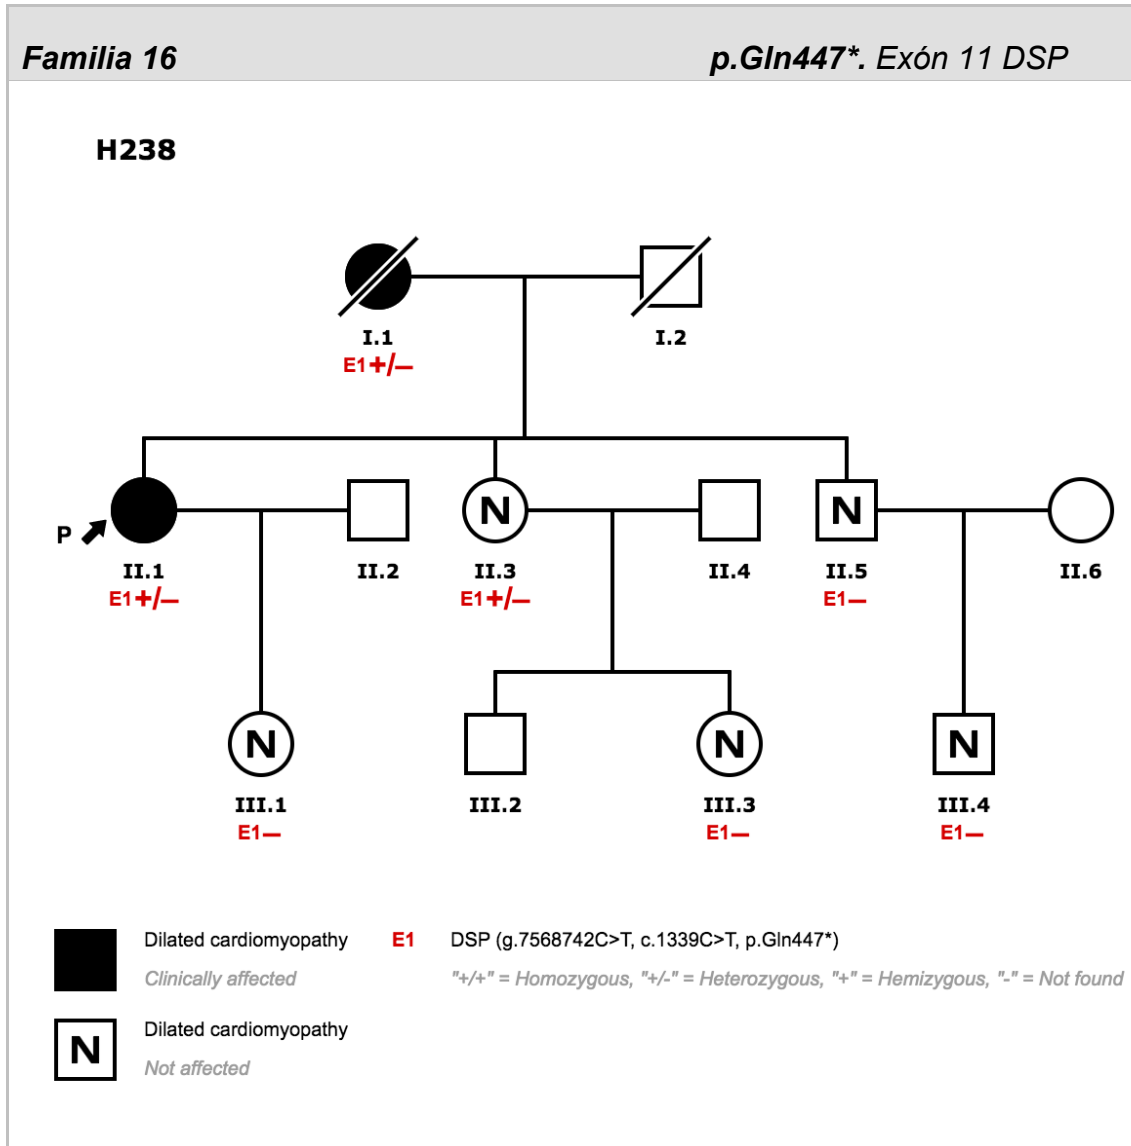 Familia 16
p.Gln447*. Exón 11 DSP
H238
I.1
E1+/–
I.2
P
N
N
II.1
E1+/–
II.2
II.3
E1+/–
II.4
II.5
E1–
II.6
N
N
N
III.1
E1–
III.2
III.3
E1–
III.4
E1–
Dilated cardiomyopathy
Clinically affected
E1 DSP (g.7568742C>T, c.1339C>T, p.Gln447*)
"+/+" = Homozygous, "+/-" = Heterozygous, "+" = Hemizygous, "-" = Not found
N
Dilated cardiomyopathy
Not affected